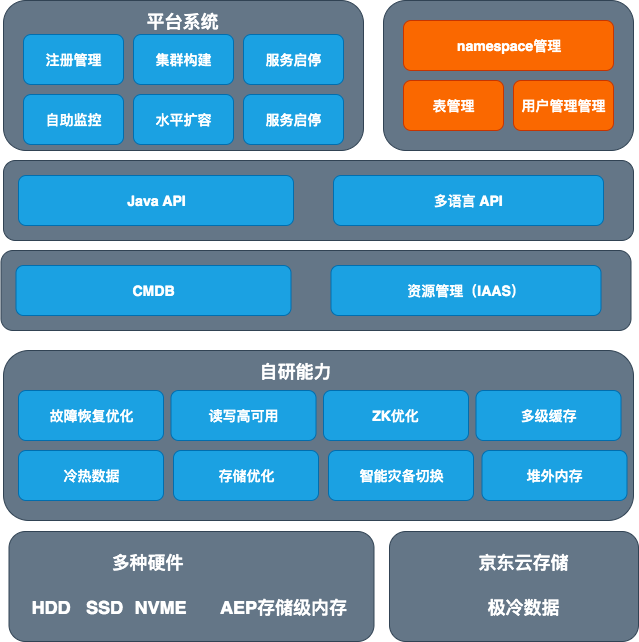 平台系统
注册管理
集群构建
服务启停
自助监控
水平扩容
服务启停
namespace管理
表管理
用户管理管理
Java API
多语言 API
CMDB
资源管理（IAAS）
自研能力
故障恢复优化
读写高可用
ZK优化
多级缓存
冷热数据
存储优化
智能灾备切换
堆外内存
多种硬件
HDD SSD NVME AEP存储级内存
京东云存储
极冷数据